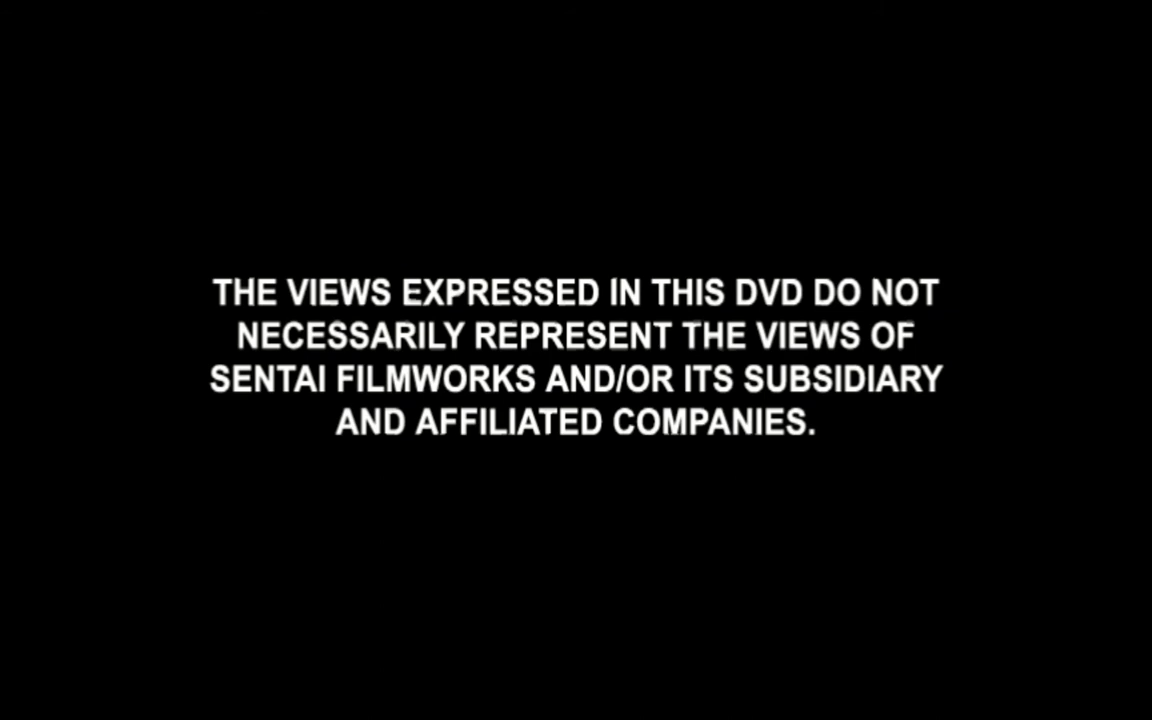 THE VIEWS EXPRESSED IN THIS DVD DO NOT
NECESSARILY REPRESENT THE VIEWS OF
SENTAI FILMWORKS AND/OR ITS SUBSIDIARY
AND AFFILIATED COMPANIES.